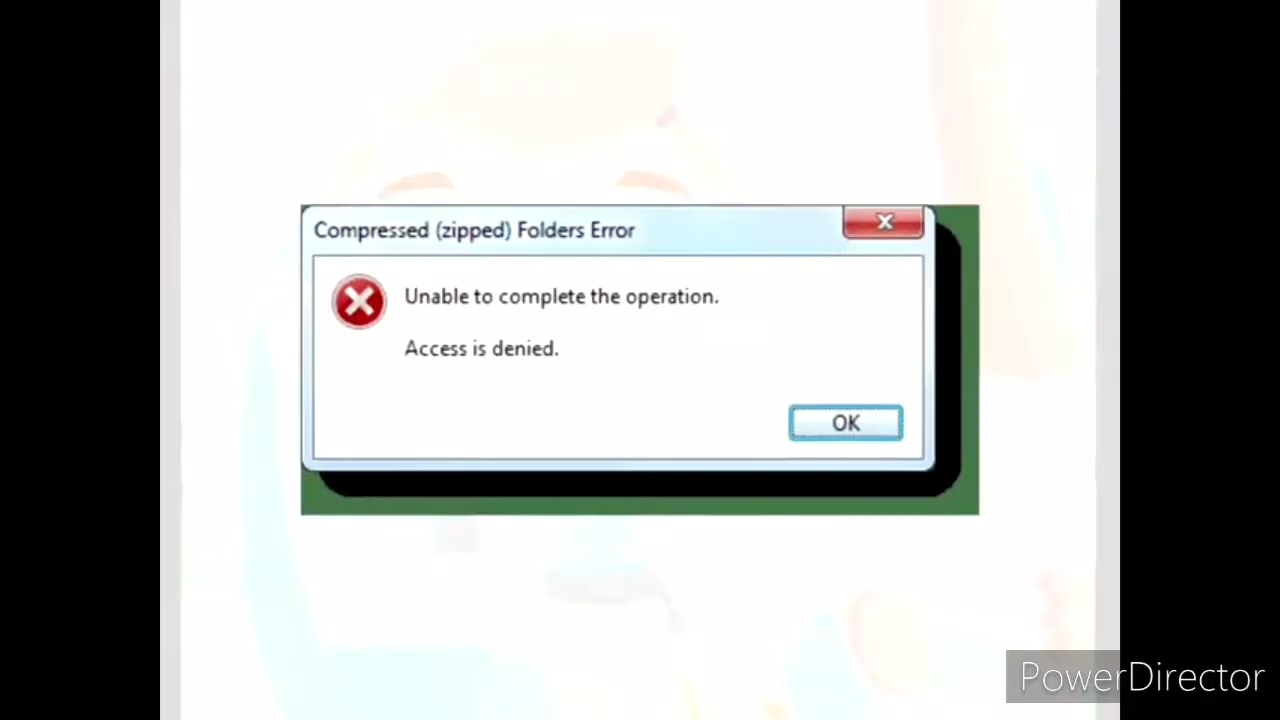 Compressed (zipped) Folders Error
Unable to complete the operation.
Access is denied.
OK
PowerDirector